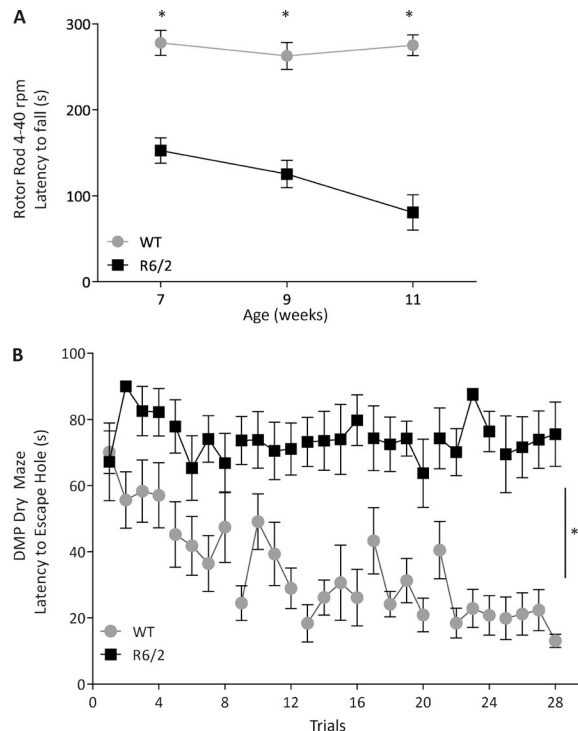 A
* * *
300
200
100
0
Rotor Rod 4-40 rpm
Latency to fall (s)
WT
R6/2
7 9 11
Age (weeks)
B
100
80
60
40
20
0
DMP Dry Maze
Latency to Escape Hole (s)
*
WT
R6/2
0 4 8 12 16 20 24 28
Trials